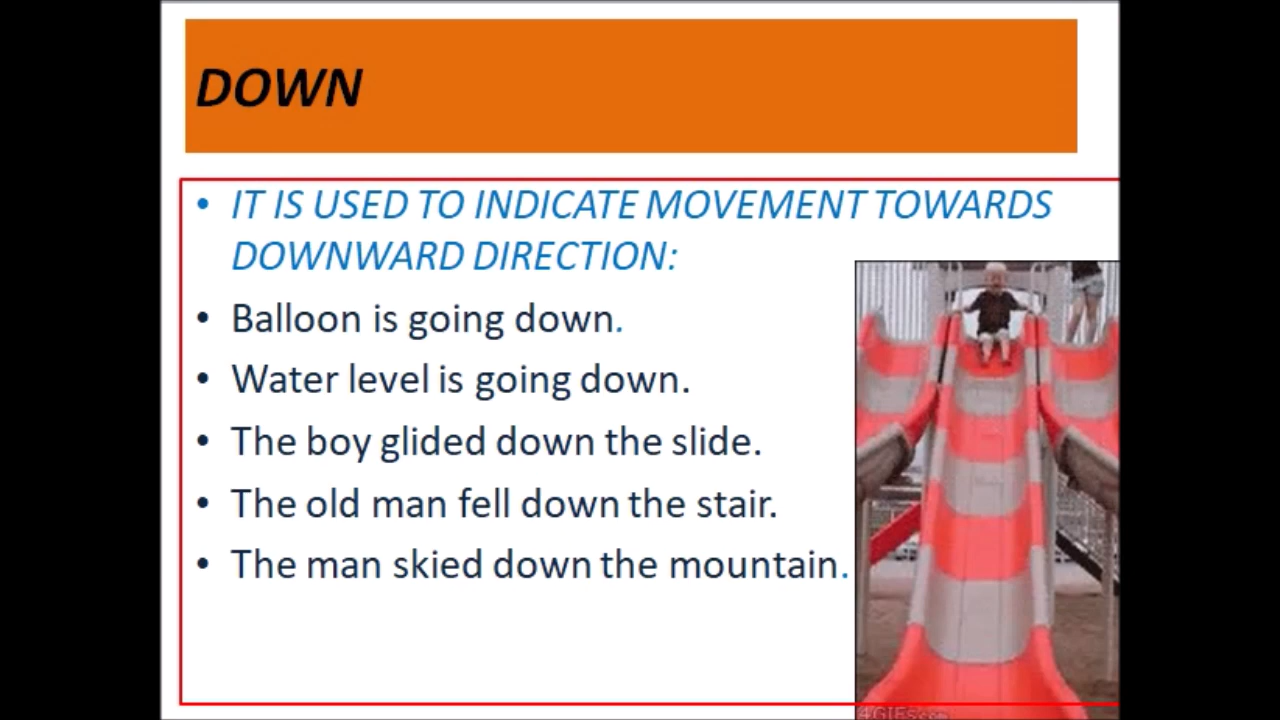 DOWN
• IT IS USED TO INDICATE MOVEMENT TOWARDS
DOWNWARD DIRECTION:
• Balloon is going down.
• Water level is going down.
• The boy glided down the slide.
• The old man fell down the stair.
• The man skied down the mountain.
4GIFs.com